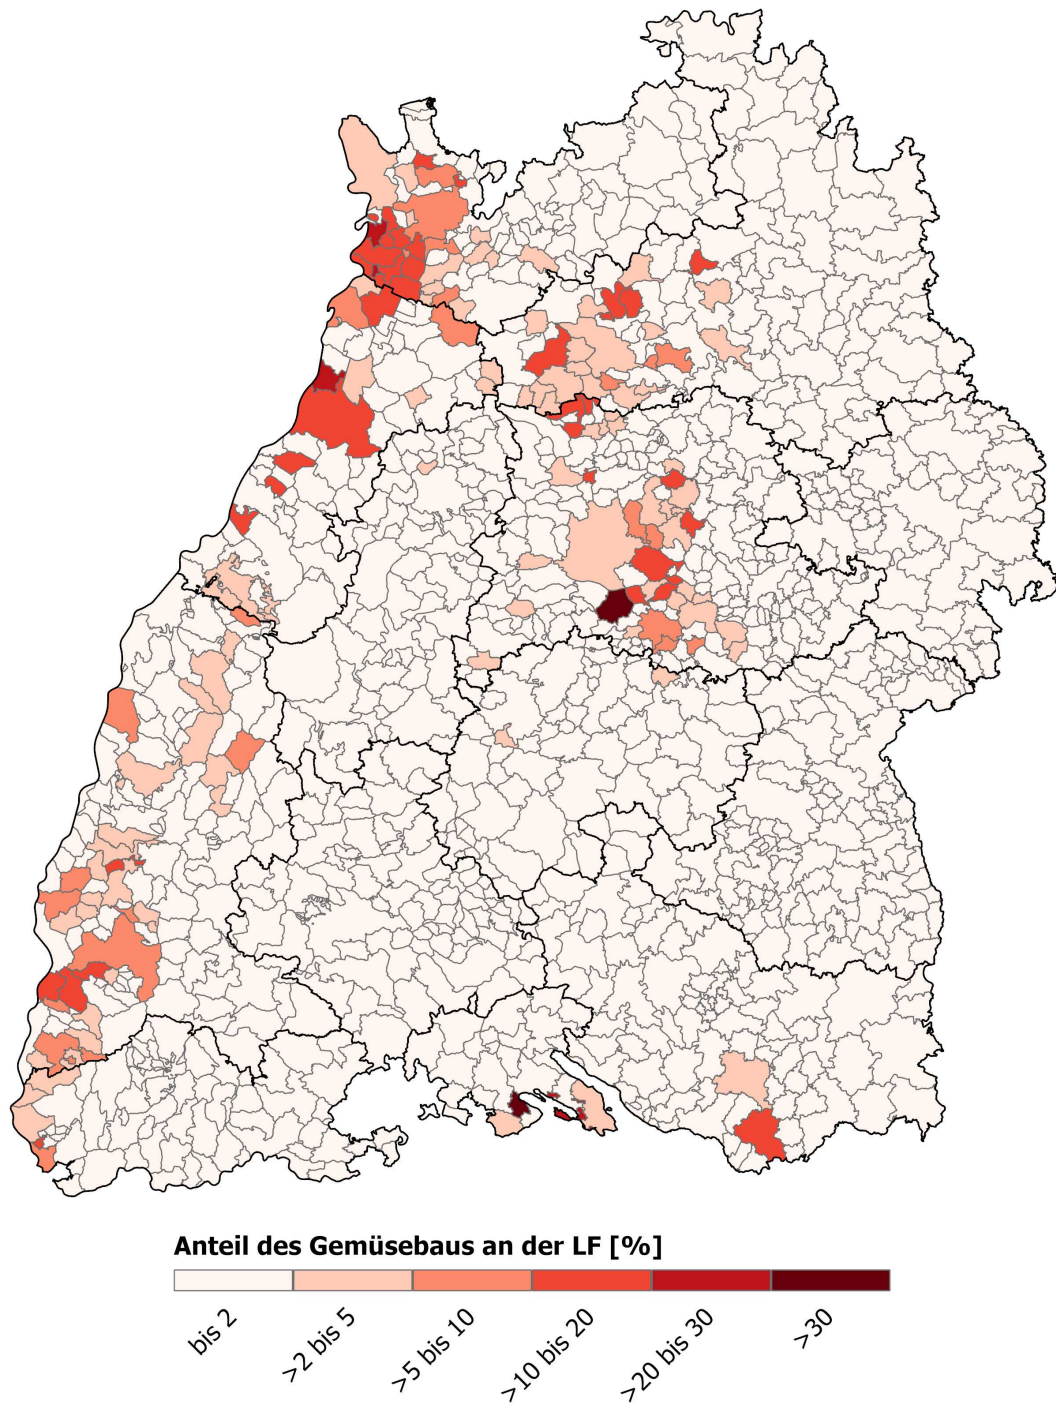 Anteil des Gemüsebaus an der LF [%]
bis 2
>2 bis 5
>5 bis 10
>10 bis 20
>20 bis 30
>30